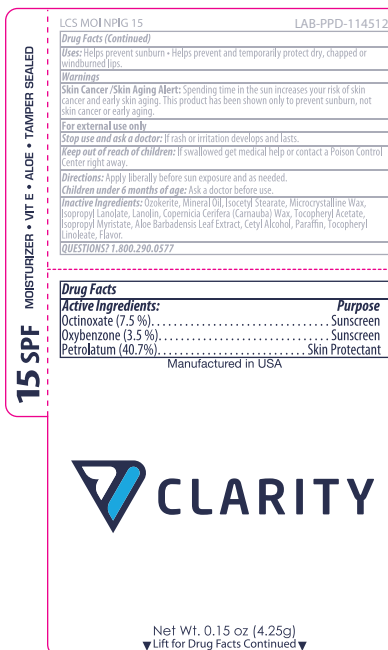 LCS MOI NPIG 15 LAB-PPD-114512
Drug Facts (Continued)
Uses: Helps prevent sunburn • Helps prevent and temporarily protect dry, chapped or
windburned lips.
Warnings
Skin Cancer /Skin Aging Alert: Spending time in the sun increases your risk of skin
cancer and early skin aging. This product has been shown only to prevent sunburn, not
skin cancer or early aging.
For external use only
Stop use and ask a doctor: If rash or irritation develops and lasts.
Keep out of reach of children: If swallowed get medical help or contact a Poison Control
Center right away.
Directions: Apply liberally before sun exposure and as needed.
Children under 6 months of age: Ask a doctor before use.
Inactive Ingredients: Ozokerite, Mineral Oil, Isocetyl Stearate, Microcrystalline Wax,
Isopropyl Lanolate, Lanolin, Copernicia Cerifera (Carnauba) Wax, Tocopheryl Acetate,
Isopropyl Myristate, Aloe Barbadensis Leaf Extract, Cetyl Alcohol, Paraffin, Tocopheryl
Linoleate, Flavor.
QUESTIONS? 1.800.290.0577
15 SPF MOISTURIZER • VIT E • ALOE • TAMPER SEALED
Drug Facts
Active Ingredients: Purpose
Octinoxate (7.5 %)............................. Sunscreen
Oxybenzone (3.5 %)............................ Sunscreen
Petrolatum (40.7%)......................... Skin Protectant
Manufactured in USA
CLARITY
Net Wt. 0.15 oz (4.25g)
▼Lift for Drug Facts Continued▼